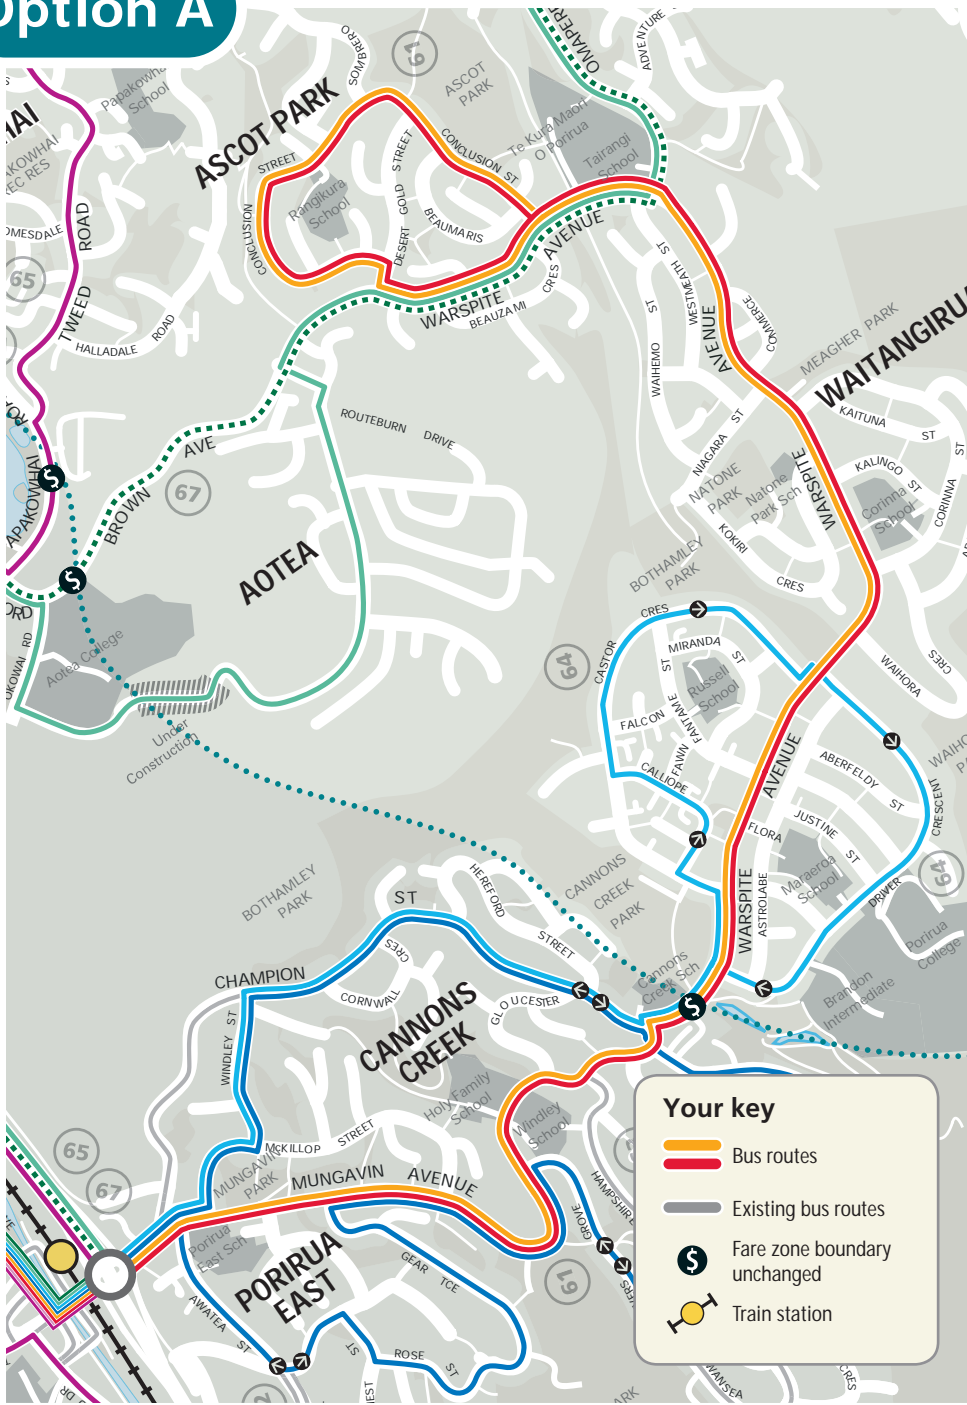 Option A
OMAPERE
ADVENTURE
SOMBRERO
61
ASCOT
PARK
Papakowhai
School
ASCOT PARK
Te Kura Maori
O Porirua
Tairangi
School
STREET
CONCLUSION ST
Rangikura
School
DESERT GOLD STREET
BEAUMARIS
CONCLUSION
ROAD
TWEED
65
HALLADALE ROAD
WARSPITE
AVENUE
BEAUZAMI
CRES
ST
WESTMEATH
WAIHEMO
ST
AVENUE
COMMERCE
MEAGHER PARK
WAITANGIRUA
KAITUNA
ST
KALINGO
ST
CORINNA
ST
Corinna
School
NIAGARA ST
NATONE
PARK
Natone
Park Sch
WARSPITE
KOKIRI
CRES
BOTHAMLEY
PARK
ROUTEBURN DRIVE
AVE
67
BROWN
AOTEA
Aotea College
Under
Construction
64
CRES
CASTOR
MIRANDA
ST
ST
Russell
School
FALCON
FANTAME
FAWN
CALLIOPE
WAIHORA
CRES
AVENUE
ABERFELDY
ST
CRESCENT
JUSTINE
ST
FLORA
Maraeroa
School
64
DRIVER
WARSPITE
ASTROLABE
Porirua
College
Brandon
Intermediate
CANNONS
CREEK
PARK
Cannons
Creek Sch
BOTHAMLEY
PARK
HEREFORD
STREET
ST
CRES
CHAMPION
CORNWALL
GLOUCESTER
CANNONS
CREEK
WINDLEY ST
Holy Family
School
Windley
School
McKILLOP STREET
MUNGAVIN
PARK
MUNGAVIN AVENUE
65
67
Porirua
East Sch
PORIRUA
EAST
GEAR TCE
AWATEA
ST
ST
ROSE
ST
GROVE
HAMPSHIRE
61
Your key
Bus routes
Existing bus routes
Fare zone boundary
unchanged
Train station
CRES